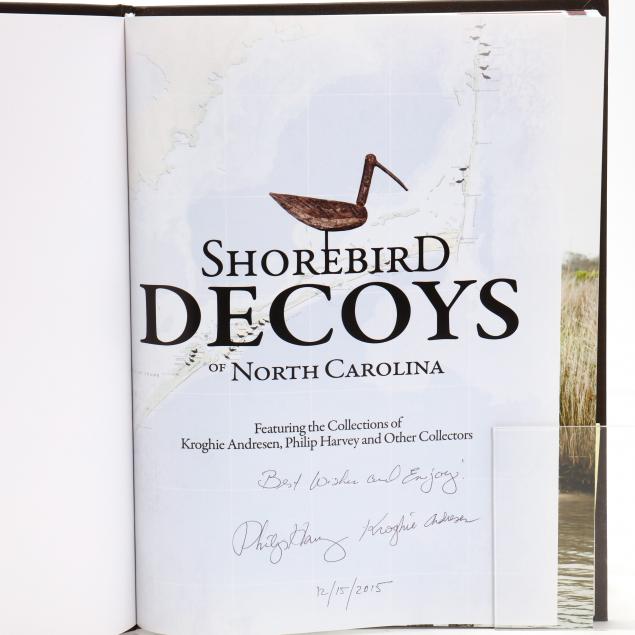 SHOREBIRD
DECOYS
OF NORTH CAROLINA
Featuring the Collections of
Kroghie Andresen, Philip Harvey and Other Collectors
Best Wishes and Enjoy!
Philip Harvey Kroghie Andresen
12/15/2015